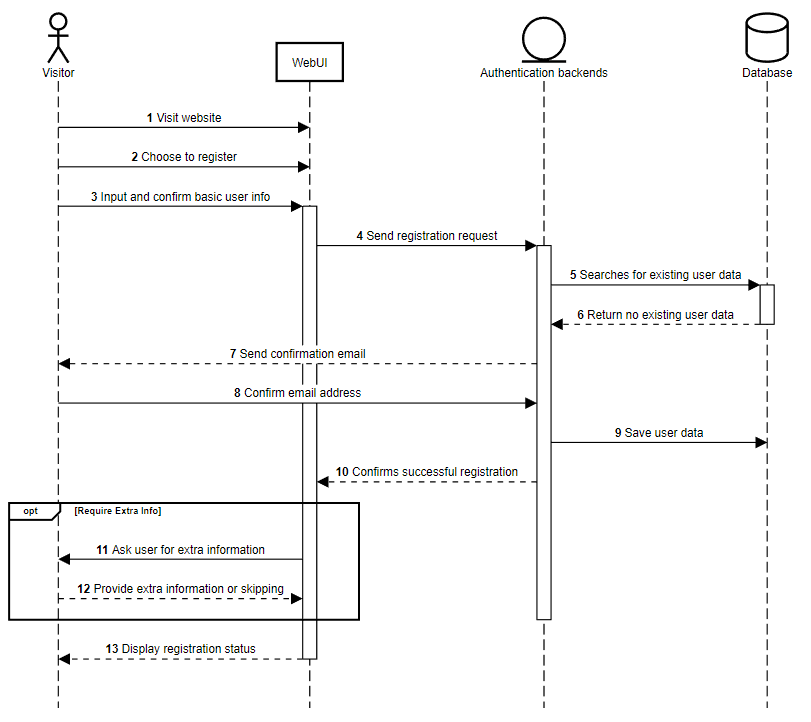 Visitor
WebUI
Authentication backends
Database
1 Visit website
2 Choose to register
3 Input and confirm basic user info
4 Send registration request
5 Searches for existing user data
6 Return no existing user data
7 Send confirmation email
8 Confirm email address
9 Save user data
10 Confirms successful registration
opt [Require Extra Info]
11 Ask user for extra information
12 Provide extra information or skipping
13 Display registration status